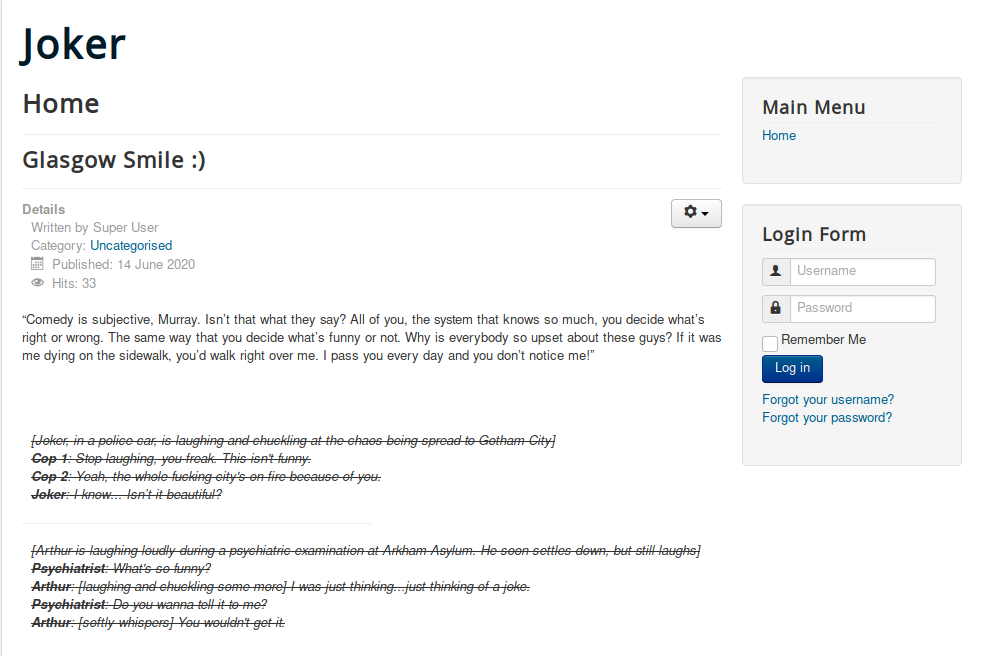 Joker
Home
Glasgow Smile :)
Details
Written by Super User
Category: Uncategorised
Published: 14 June 2020
Hits: 33
“Comedy is subjective, Murray. Isn’t that what they say? All of you, the system that knows so much, you decide what’s
right or wrong. The same way that you decide what’s funny or not. Why is everybody so upset about these guys? If it was
me dying on the sidewalk, you’d walk right over me. I pass you every day and you don’t notice me!”
[Joker, in a police car, is laughing and chuckling at the chaos being spread to Gotham City]
Cop 1: Stop laughing, you freak. This isn't funny.
Cop 2: Yeah, the whole fucking city's on fire because of you.
Joker: I know... Isn’t it beautiful?
[Arthur is laughing loudly during a psychiatric examination at Arkham Asylum. He soon settles down, but still laughs]
Psychiatrist: What's so funny?
Arthur: [laughing and chuckling some more] I was just thinking...just thinking of a joke.
Psychiatrist: Do you wanna tell it to me?
Arthur: [softly whispers] You wouldn't get it.
Main Menu
Home
Login Form
Username
Password
Remember Me
Log in
Forgot your username?
Forgot your password?